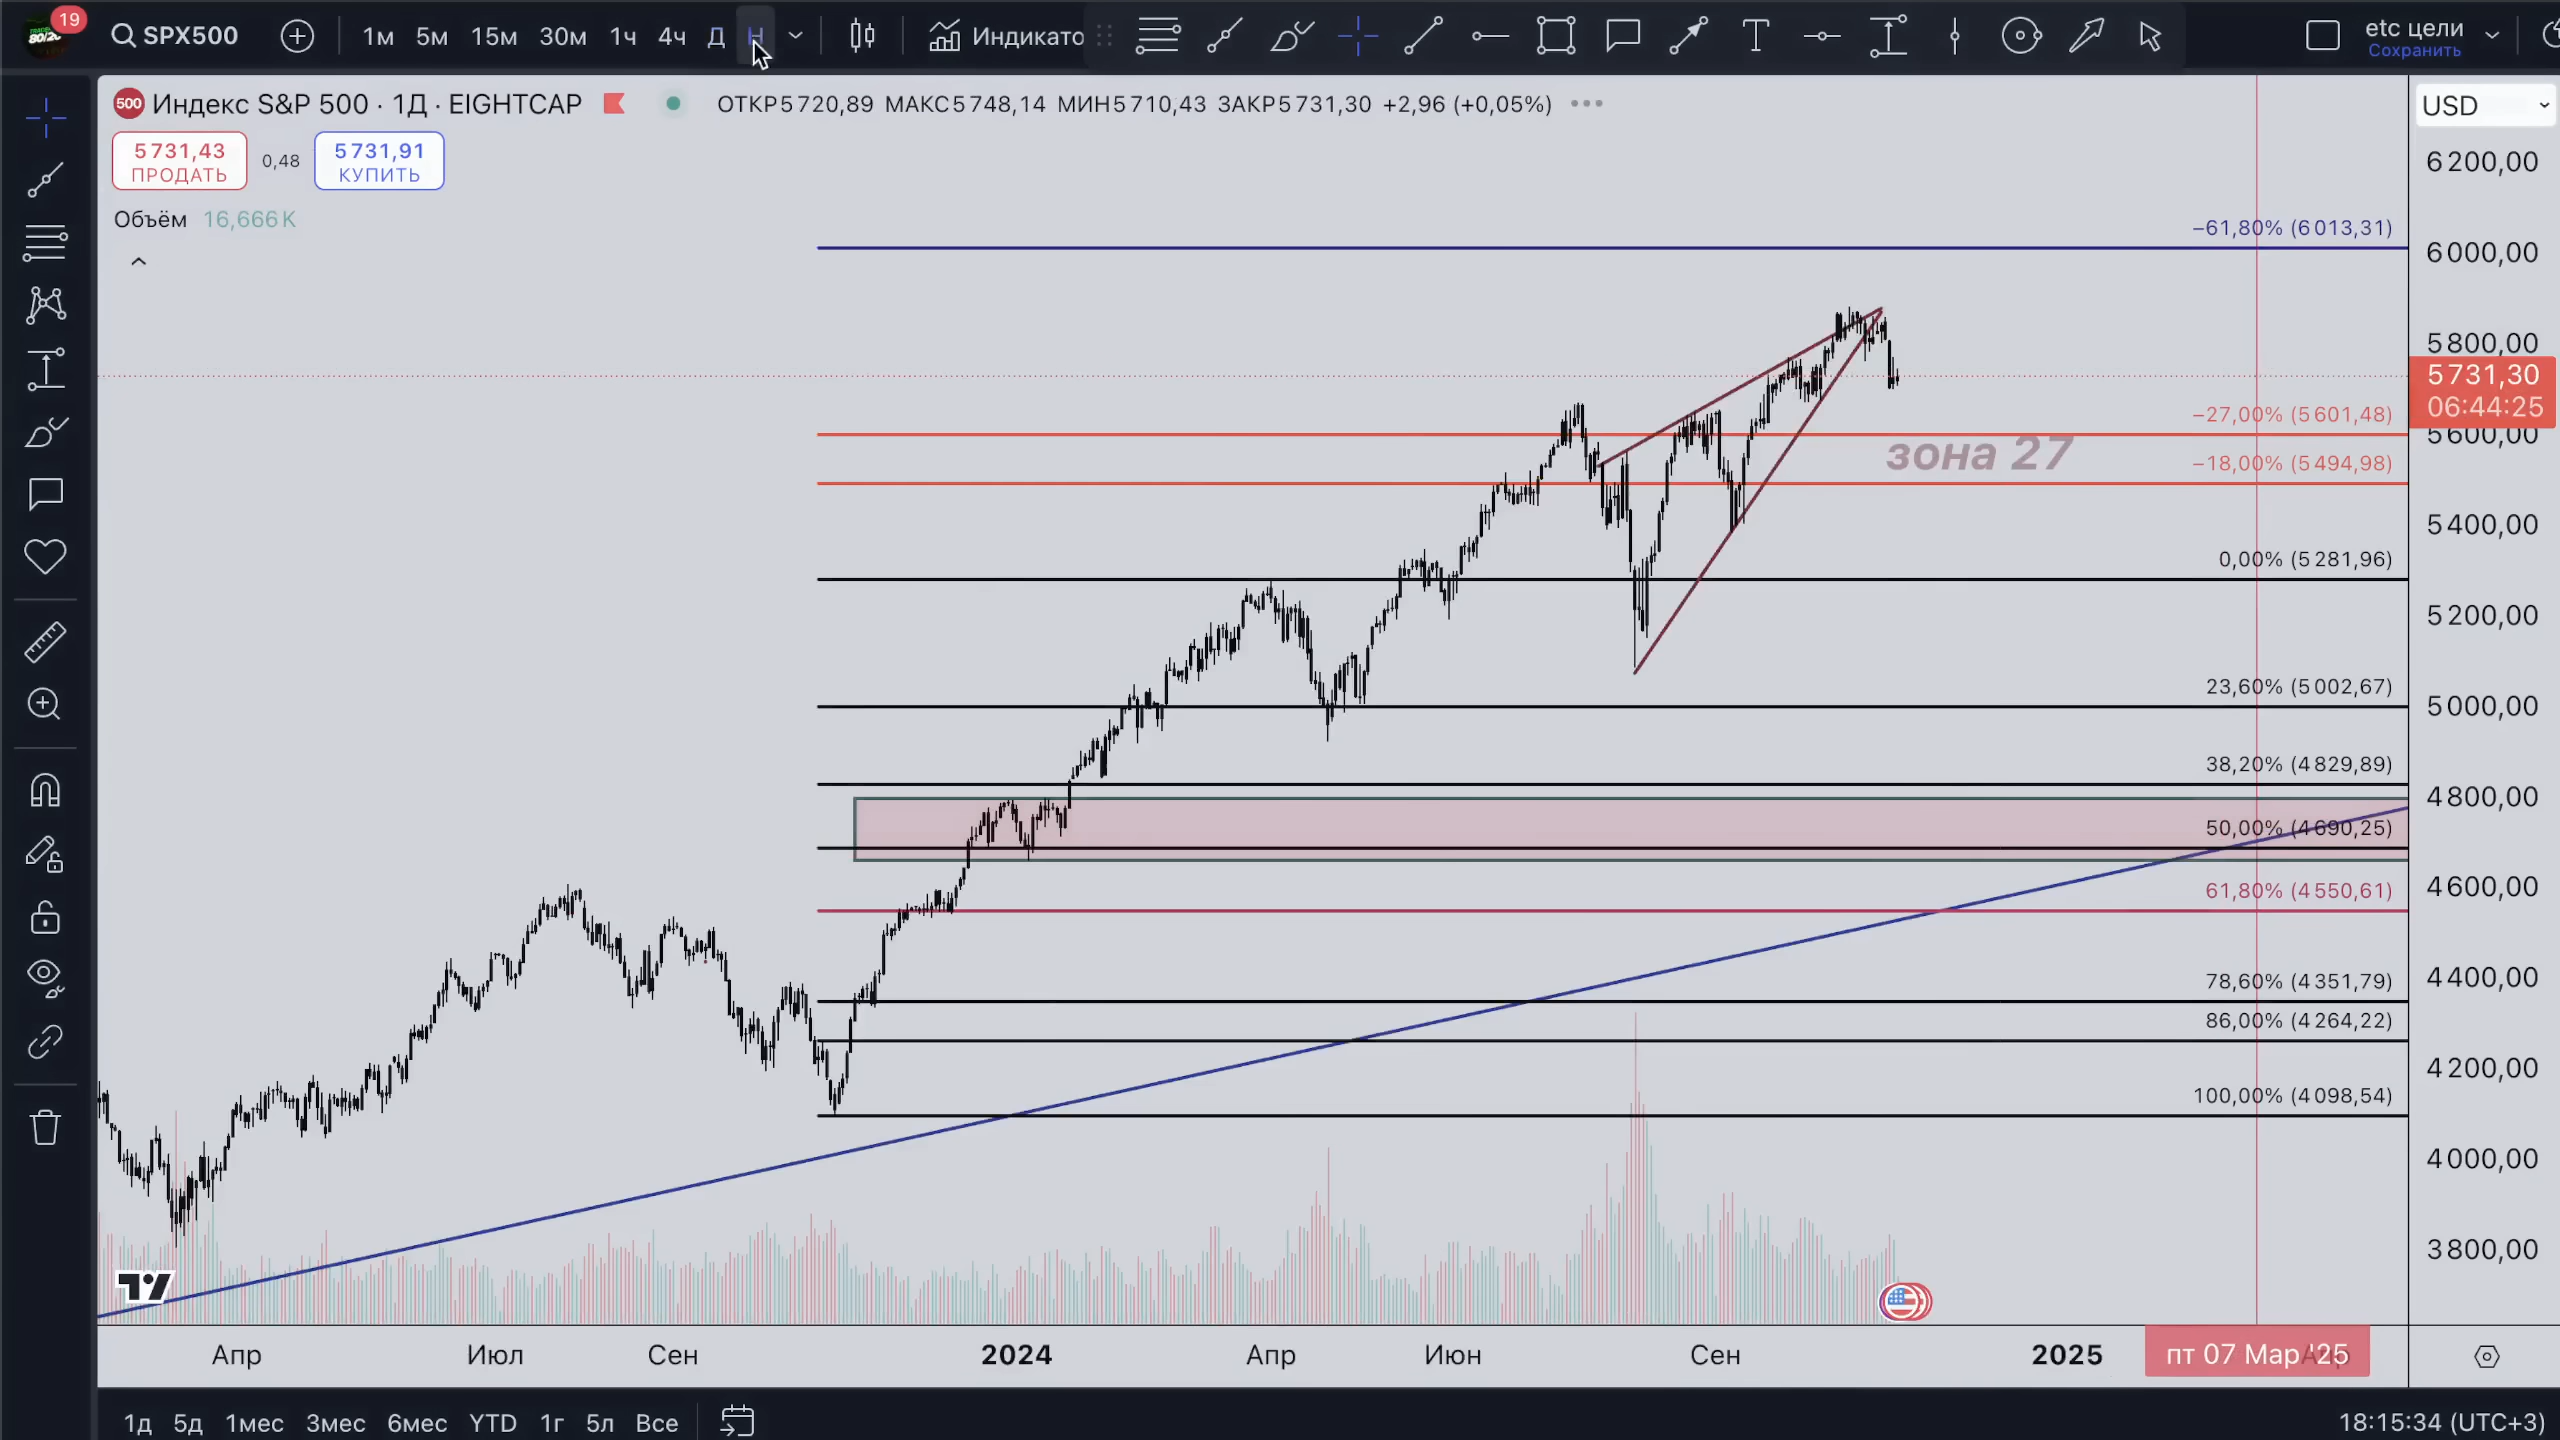 19
SPX500
1м 5м 15м 30м 1ч 4ч Д Н
Индикато
etc цели
Сохранить
500 Индекс S&P 500 · 1Д · EIGHTCAP
ОТКР5 720,89 МАКС5 748,14 МИН5 710,43 ЗАКР5 731,30 +2,96 (+0,05%)
USD
5 731,43
ПРОДАТЬ
0,48
5 731,91
КУПИТЬ
Объём 16,666 K
6 200,00
−61,80% (6 013,31)
6 000,00
5 800,00
5 731,30
06:44:25
−27,00% (5 601,48)
5 600,00
зона 27
−18,00% (5 494,98)
5 400,00
0,00% (5 281,96)
5 200,00
23,60% (5 002,67)
5 000,00
38,20% (4 829,89)
4 800,00
50,00% (4 690,25)
61,80% (4 550,61)
4 600,00
78,60% (4 351,79)
4 400,00
86,00% (4 264,22)
4 200,00
100,00% (4 098,54)
4 000,00
3 800,00
Апр Июл Сен 2024 Апр Июн Сен 2025 пт 07 Мар '25
1д 5д 1мес 3мес 6мес YTD 1г 5л Все
18:15:34 (UTC+3)